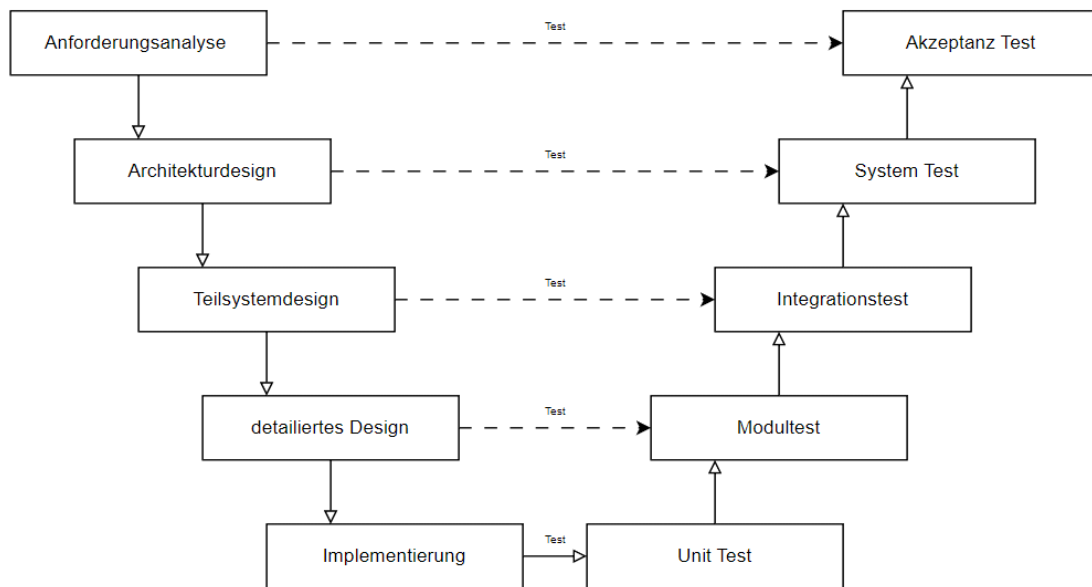 Anforderungsanalyse
Test
Akzeptanz Test
Architekturdesign
Test
System Test
Teilsystemdesign
Test
Integrationstest
detailiertes Design
Test
Modultest
Implementierung
Test
Unit Test